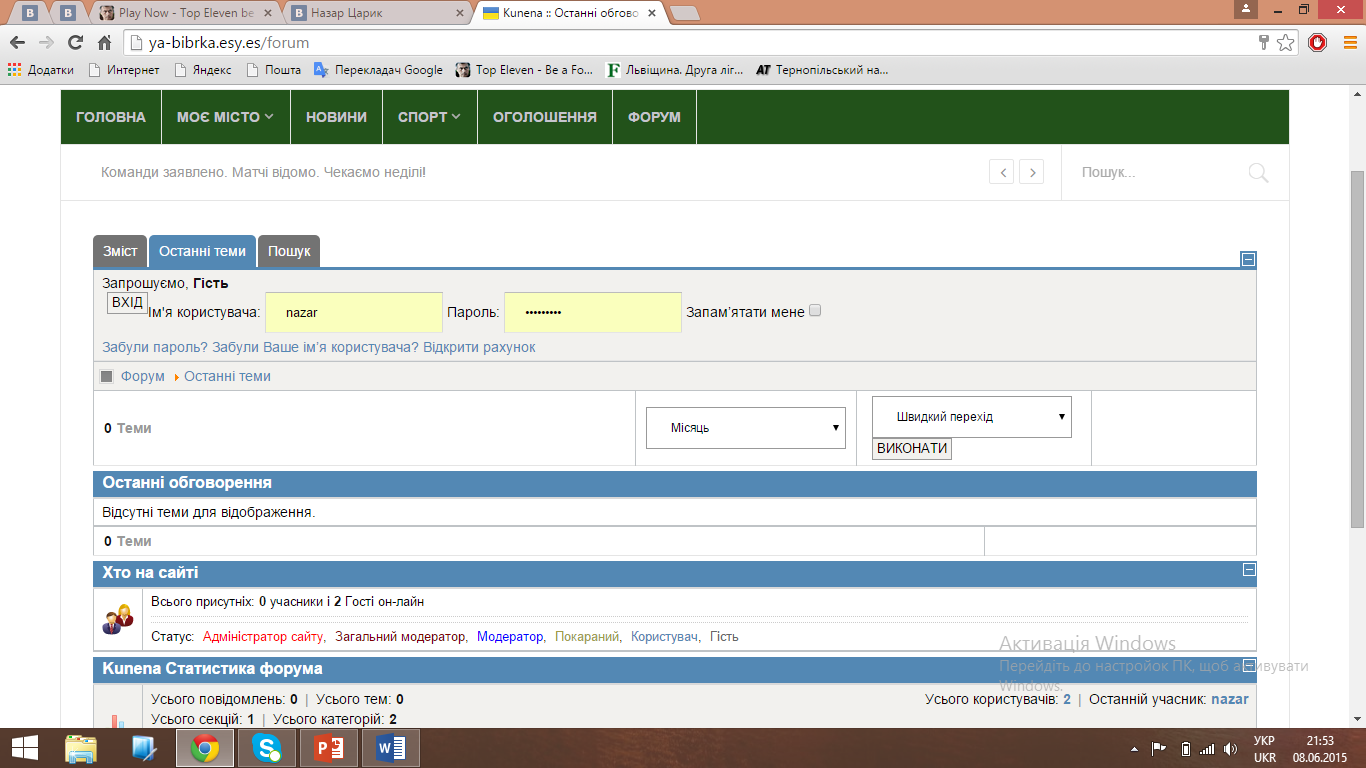 Play Now - Top Eleven be
Назар Царик
Kunena :: Останні обгово
ya-bibrka.esy.es/forum
Додатки Интернет Яндекс Пошта Перекладач Google Top Eleven - Be a Fo... Львіщина. Друга ліг... Тернопільський на...
ГОЛОВНА МОЄ МІСТО НОВИНИ СПОРТ ОГОЛОШЕННЯ ФОРУМ
Команди заявлено. Матчі відомо. Чекаємо неділі! Пошук...
Зміст Останні теми Пошук
Запрошуємо, Гість
ВХІД Ім'я користувача: nazar Пароль: ••••••••• Запам'ятати мене
Забули пароль? Забули Ваше ім'я користувача? Відкрити рахунок
Форум Останні теми
0 Теми Місяць Швидкий перехід
ВИКОНАТИ
Останні обговорення
Відсутні теми для відображення.
0 Теми
Хто на сайті
Всього присутніх: 0 учасники і 2 Гості он-лайн
Статус: Адміністратор сайту, Загальний модератор, Модератор, Покараний, Користувач, Гість
Активація Windows
Перейдіть до настройок ПК, щоб активувати
Windows.
Kunena Статистика форума
Усього повідомлень: 0 | Усього тем: 0 Усього користувачів: 2 | Останній учасник: nazar
Усього секцій: 1 | Усього категорій: 2
УКР 21:53
UKR 08.06.2015